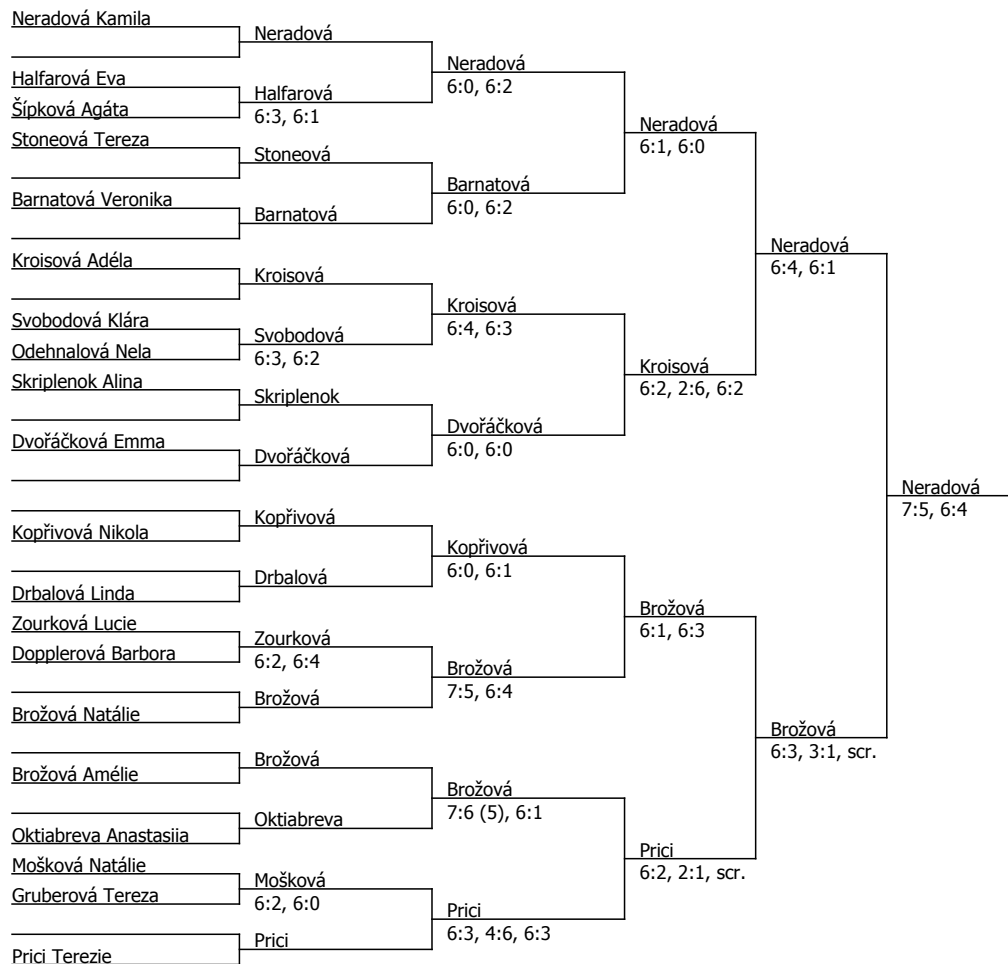 Neradová Kamila
Neradová
Neradová
6:0, 6:2
Halfarová Eva
Halfarová
6:3, 6:1
Šípková Agáta
Neradová
6:1, 6:0
Stoneová Tereza
Stoneová
Barnatová
6:0, 6:2
Barnatová Veronika
Barnatová
Neradová
6:4, 6:1
Kroisová Adéla
Kroisová
Kroisová
6:4, 6:3
Svobodová Klára
Svobodová
6:3, 6:2
Odehnalová Nela
Kroisová
6:2, 2:6, 6:2
Skriplenok Alina
Skriplenok
Dvořáčková
6:0, 6:0
Dvořáčková Emma
Dvořáčková
Neradová
7:5, 6:4
Kopřivová
Kopřivová Nikola
Kopřivová
6:0, 6:1
Drbalová
Drbalová Linda
Brožová
6:1, 6:3
Zourková Lucie
Zourková
6:2, 6:4
Dopplerová Barbora
Brožová
7:5, 6:4
Brožová
Brožová Natálie
Brožová
6:3, 3:1, scr.
Brožová
Brožová Amélie
Brožová
7:6 (5), 6:1
Oktiabreva
Oktiabreva Anastasiia
Prici
6:2, 2:1, scr.
Mošková Natálie
Mošková
6:2, 6:0
Gruberová Tereza
Prici
6:3, 4:6, 6:3
Prici
Prici Terezie